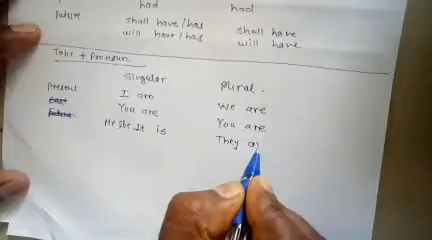 had had
Future shall have/has shall have
will have/has will have
Tobe + Pronoun
Singular Plural.
Present I am We are
Past You are You are
Future He She It is They a